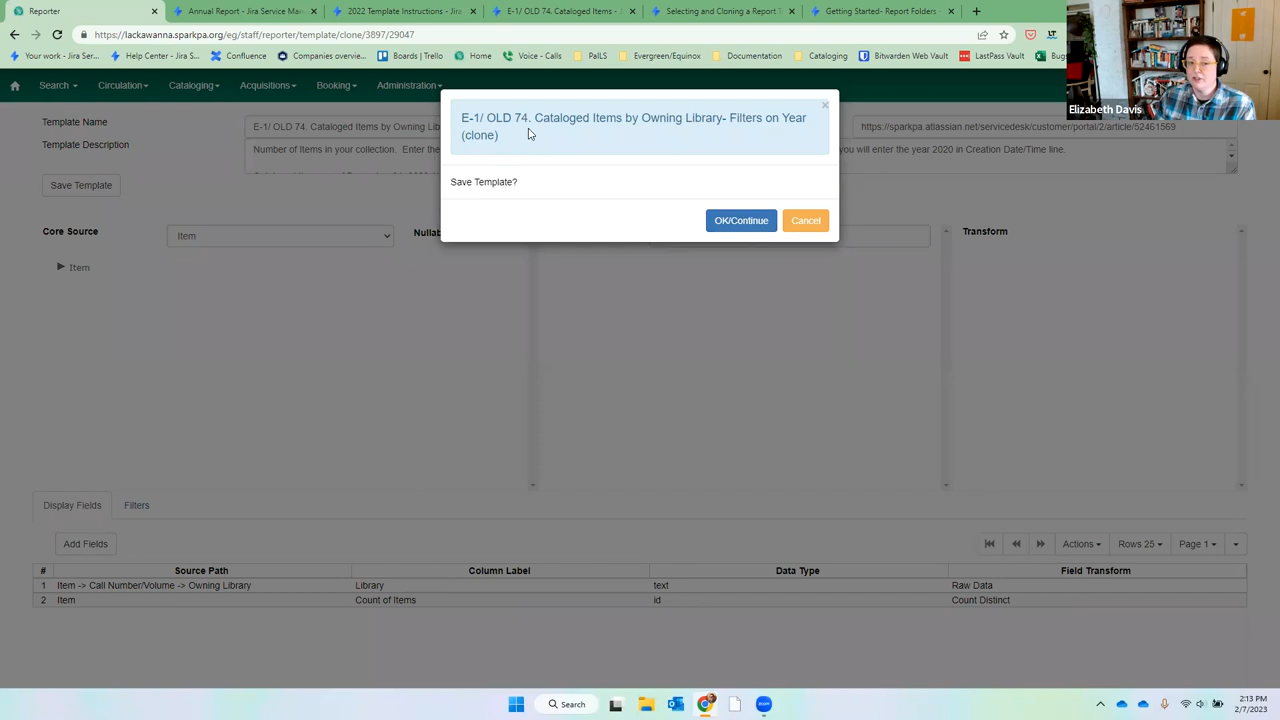 Reporter
Annual Report - Jira Service Man
2022 Template Instructions - Jira
E-1/ OLD 74. Cataloged Items - J
Selecting and Cloning a Report T
Getting Started- Report Folders -
https://lackawanna.sparkpa.org/eg/staff/reporter/template/clone/3897/29047
Your work - Jira Ser...
Help Center - Jira S...
Confluence
Companies overview...
Boards | Trello
Home
Voice - Calls
PaILS
Evergreen/Equinox
Documentation
Cataloging
Bitwarden Web Vault
LastPass Vault
Bugs
Elizabeth Davis
Search
Circulation
Cataloging
Acquisitions
Booking
Administration
E-1/ OLD 74. Cataloged Items by Owning Library- Filters on Year
(clone)
Save Template?
OK/Continue
Cancel
Template Name
E-1/ OLD 74. Cataloged Items by Owning Lib
https://sparkpa.atlassian.net/servicedesk/customer/portal/2/article/52461569
Template Description
Number of Items in your collection. Enter the
you will enter the year 2020 in Creation Date/Time line.
Save Template
Core Source
Item
Nullab
Transform
Item
Display Fields
Filters
Add Fields
Actions
Rows 25
Page 1
# Source Path Column Label Data Type Field Transform
1 Item -> Call Number/Volume -> Owning Library Library text Raw Data
2 Item Count of Items id Count Distinct
Search
2:13 PM
2/7/2023